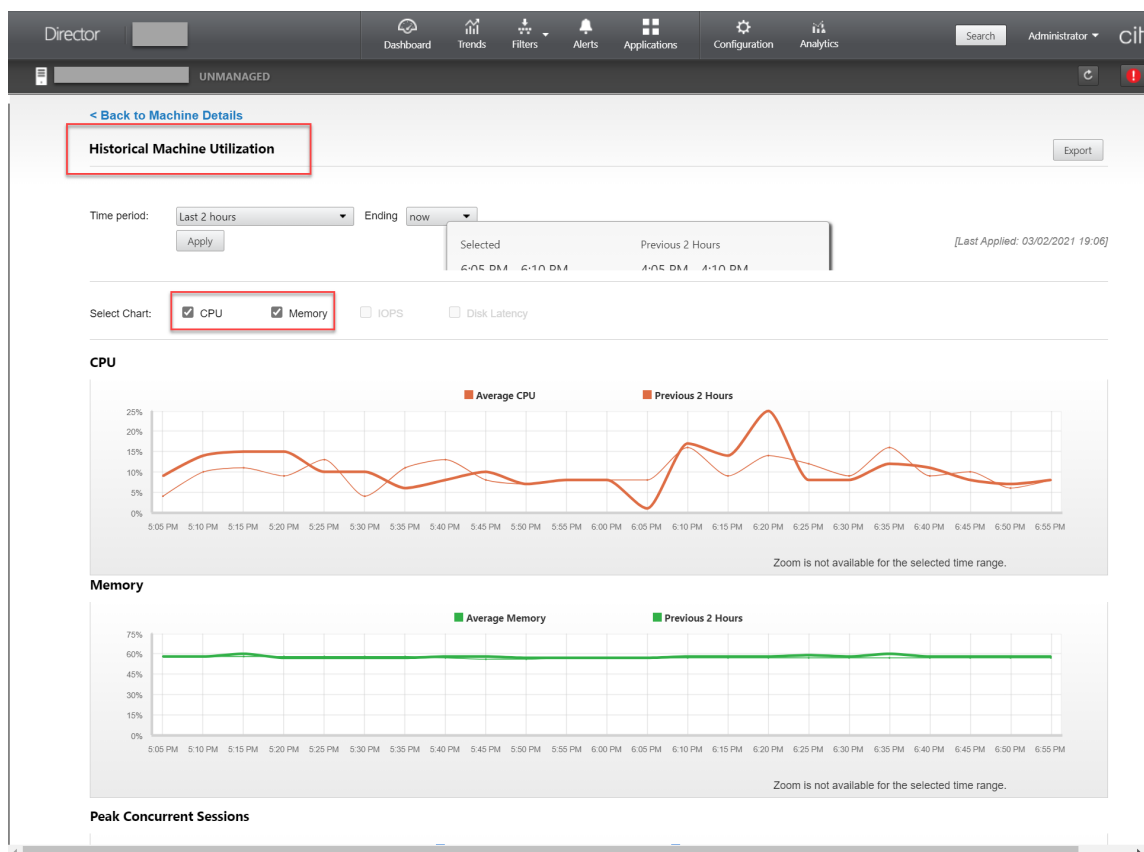 Director
Dashboard Trends Filters Alerts Applications Configuration Analytics
Search Administrator
UNMANAGED
< Back to Machine Details
Historical Machine Utilization
Export
Time period: Last 2 hours Ending now
Apply
Selected Previous 2 Hours
6:05 PM 6:10 PM 4:05 PM 4:10 PM
[Last Applied: 03/02/2021 19:06]
Select Chart: CPU Memory IOPS Disk Latency
CPU
Average CPU Previous 2 Hours
25%
20%
15%
10%
5%
0%
5:05 PM 5:10 PM 5:15 PM 5:20 PM 5:25 PM 5:30 PM 5:35 PM 5:40 PM 5:45 PM 5:50 PM 5:55 PM 6:00 PM 6:05 PM 6:10 PM 6:15 PM 6:20 PM 6:25 PM 6:30 PM 6:35 PM 6:40 PM 6:45 PM 6:50 PM 6:55 PM
Zoom is not available for the selected time range.
Memory
Average Memory Previous 2 Hours
75%
60%
45%
30%
15%
0%
5:05 PM 5:10 PM 5:15 PM 5:20 PM 5:25 PM 5:30 PM 5:35 PM 5:40 PM 5:45 PM 5:50 PM 5:55 PM 6:00 PM 6:05 PM 6:10 PM 6:15 PM 6:20 PM 6:25 PM 6:30 PM 6:35 PM 6:40 PM 6:45 PM 6:50 PM 6:55 PM
Zoom is not available for the selected time range.
Peak Concurrent Sessions